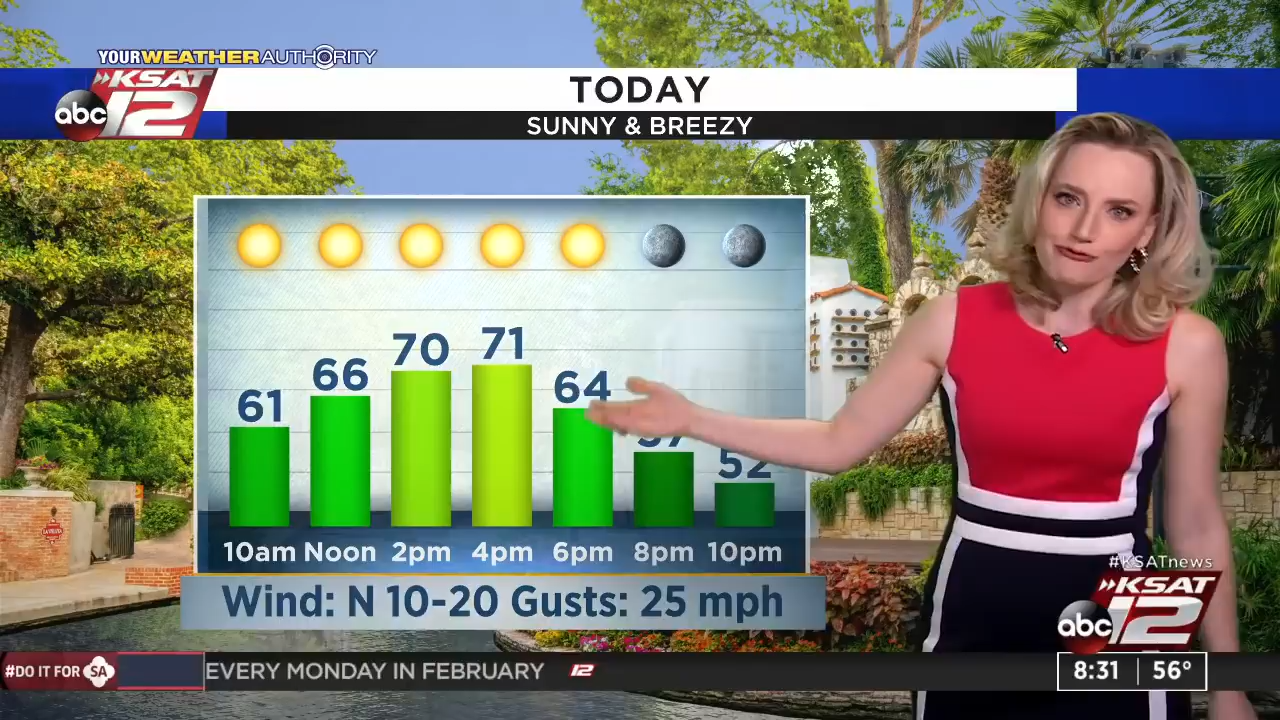 YOURWEATHERAUTHORITY
KSAT
abc 12
TODAY
SUNNY & BREEZY
61 66 70 71 64 52
10am Noon 2pm 4pm 6pm 8pm 10pm
Wind: N 10-20 Gusts: 25 mph
#KSATnews
KSAT
abc 12
#DO IT FOR SA EVERY MONDAY IN FEBRUARY 12
8:31 56°